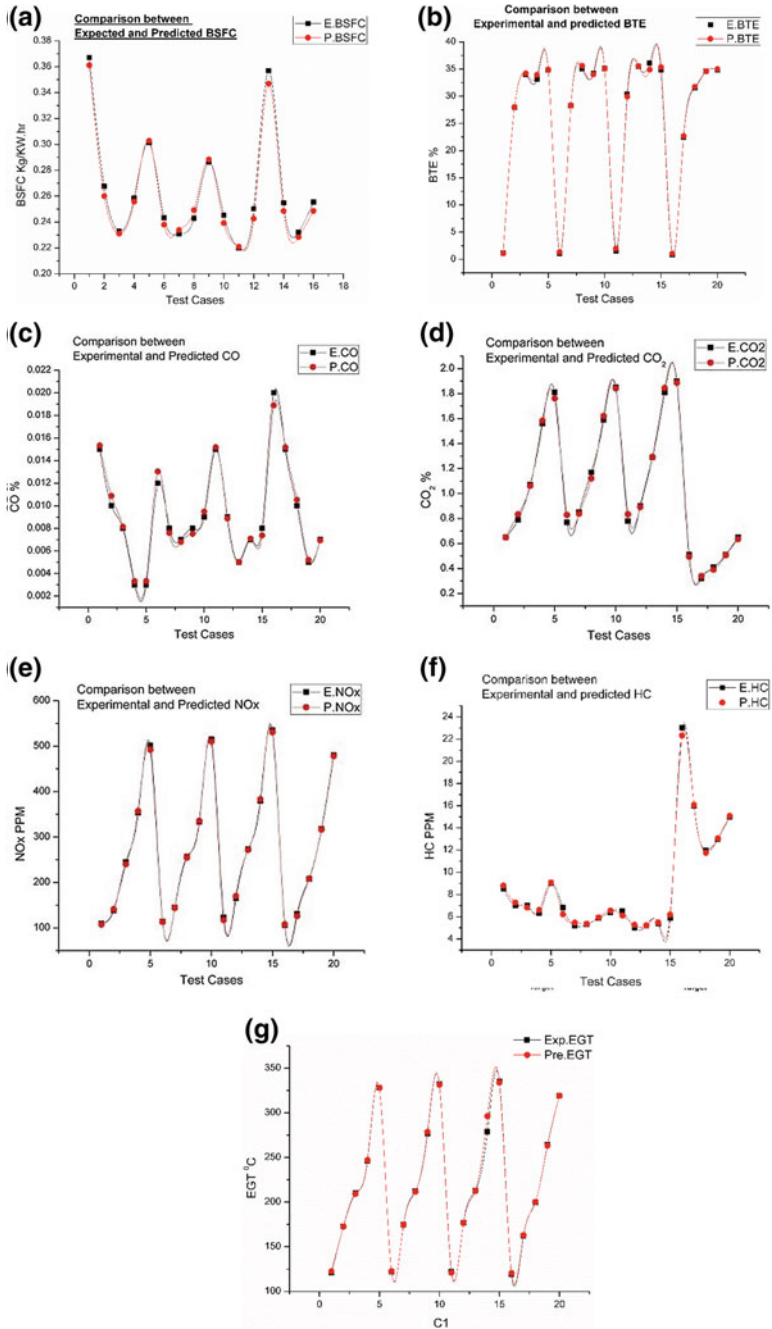 (a)
Comparison between
Expected and Predicted BSFC
E.BSFC
P.BSFC
0.38
0.36
0.34
0.32
0.30
0.28
0.26
0.24
0.22
0.20
BSFC Kg/KW.hr
0 2 4 6 8 10 12 14 16 18
Test Cases
(b)
Comparison between
Experimental and predicted BTE
E.BTE
P.BTE
40
35
30
25
20
15
10
5
0
BTE %
0 5 10 15 20
Test Cases
(c)
Comparison between
Experimental and Predicted CO
E.CO
P.CO
0.022
0.020
0.018
0.016
0.014
0.012
0.010
0.008
0.006
0.004
0.002
CO %
0 5 10 15 20
Test Cases
(d)
Comparison between
Experimental and Predicted CO₂
E.CO2
P.CO2
2.0
1.8
1.6
1.4
1.2
1.0
0.8
0.6
0.4
0.2
CO₂ %
0 5 10 15 20
Test Cases
(e)
Comparison between
Experimental and Predicted NOx
E.NOx
P.NOx
600
500
400
300
200
100
NOx PPM
0 5 10 15 20
Test Cases
(f)
Comparison between
Experimental and predicted HC
E.HC
P.HC
24
22
20
18
16
14
12
10
8
6
4
HC PPM
0 5 10 15 20
Test Cases
(g)
Exp.EGT
Pre.EGT
350
300
250
200
150
100
EGT ⁰C
0 5 10 15 20
C1